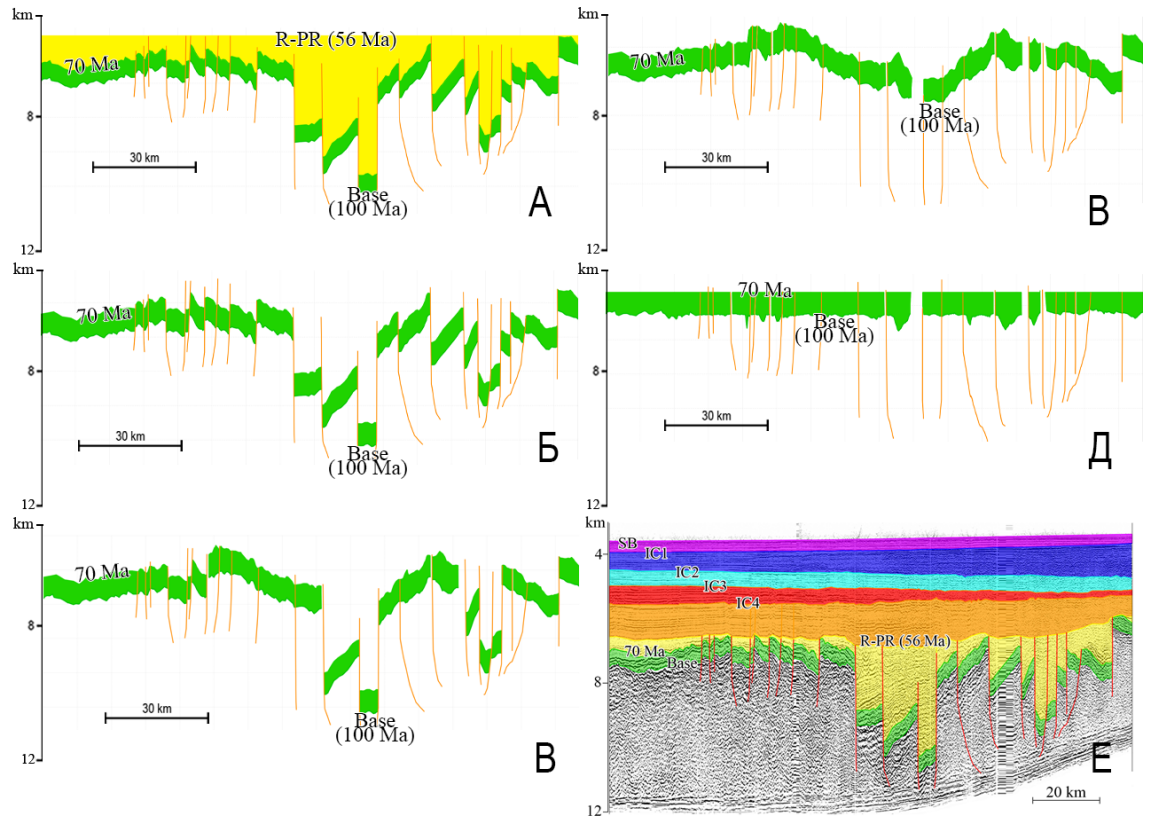 km
R-PR (56 Ma)
70 Ma
8
30 km
Base
(100 Ma)
12
А
km
70 Ma
8
Base
(100 Ma)
30 km
12
В
km
70 Ma
8
30 km
Base
(100 Ma)
12
Б
km
70 Ma
Base
(100 Ma)
8
30 km
12
Д
km
70 Ma
8
30 km
Base
(100 Ma)
12
В
km
SB
4
IC1
IC2
IC3
IC4
R-PR (56 Ma)
70 Ma
Base
8
20 km
12
Е